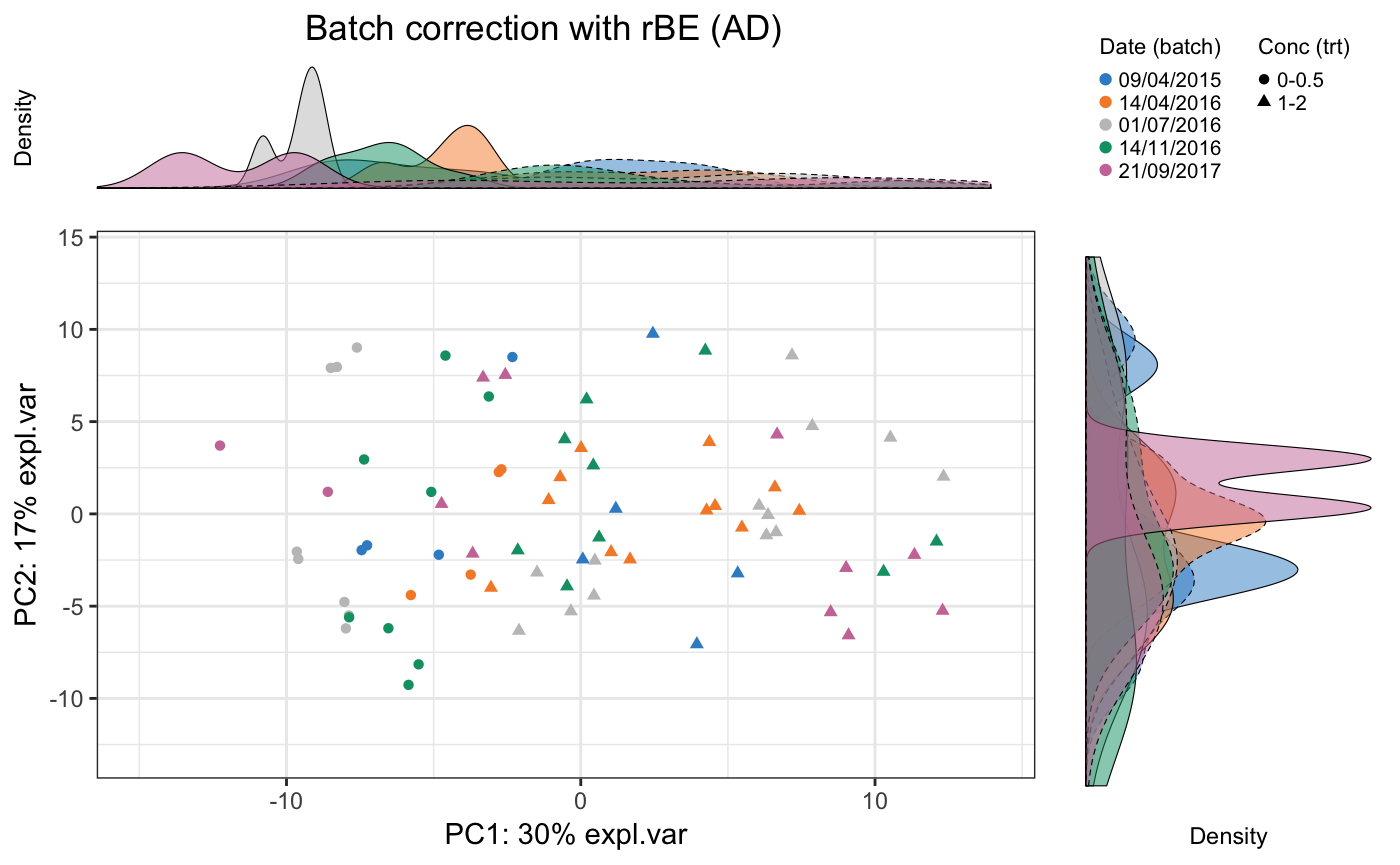 Batch correction with rBE (AD)
Density
Date (batch)
09/04/2015
14/04/2016
01/07/2016
14/11/2016
21/09/2017
Conc (trt)
0-0.5
1-2
15
10
5
0
-5
-10
PC2: 17% expl.var
-10
0
10
PC1: 30% expl.var
Density